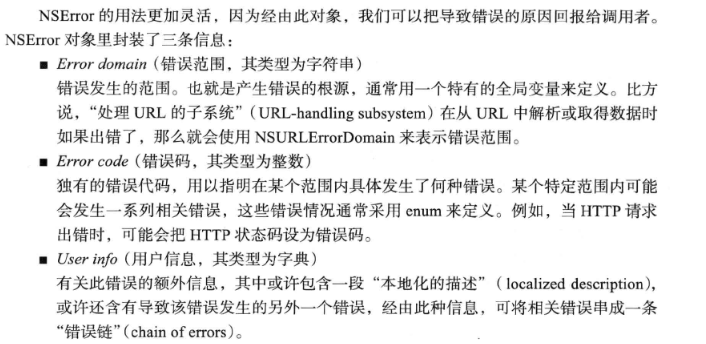 NSError 的用法更加灵活，因为经由此对象，我们可以把导致错误的原因回报给调用者。
NSError 对象里封装了三条信息：
■ Error domain（错误范围，其类型为字符串）
错误发生的范围。也就是产生错误的根源，通常用一个特有的全局变量来定义。比方
说，“处理 URL 的子系统”（URL-handling subsystem）在从 URL 中解析或取得数据时
如果出错了，那么就会使用 NSURLErrorDomain 来表示错误范围。
■ Error code（错误码，其类型为整数）
独有的错误代码，用以指明在某个范围内具体发生了何种错误。某个特定范围内可能
会发生一系列相关错误，这些错误情况通常采用 enum 来定义。例如，当 HTTP 请求
出错时，可能会把 HTTP 状态码设为错误码。
■ User info（用户信息，其类型为字典）
有关此错误的额外信息，其中或许包含一段“本地化的描述”（localized description），
或许还含有导致该错误发生的另外一个错误，经由此种信息，可将相关错误串成一条
“错误链”（chain of errors）。